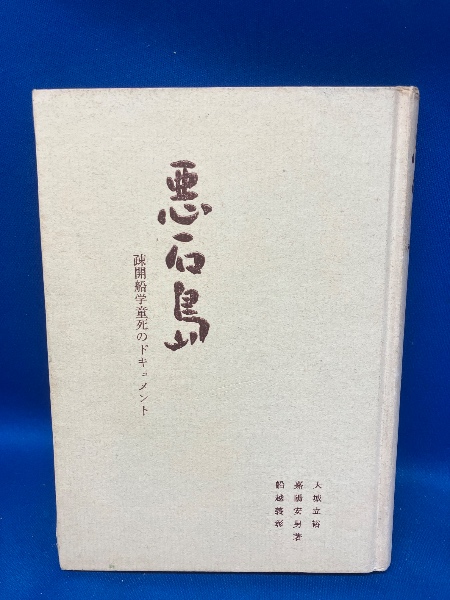 悪石島
疎開船学童死のドキュメント
大城立裕
嘉陽安男著
船越義彰